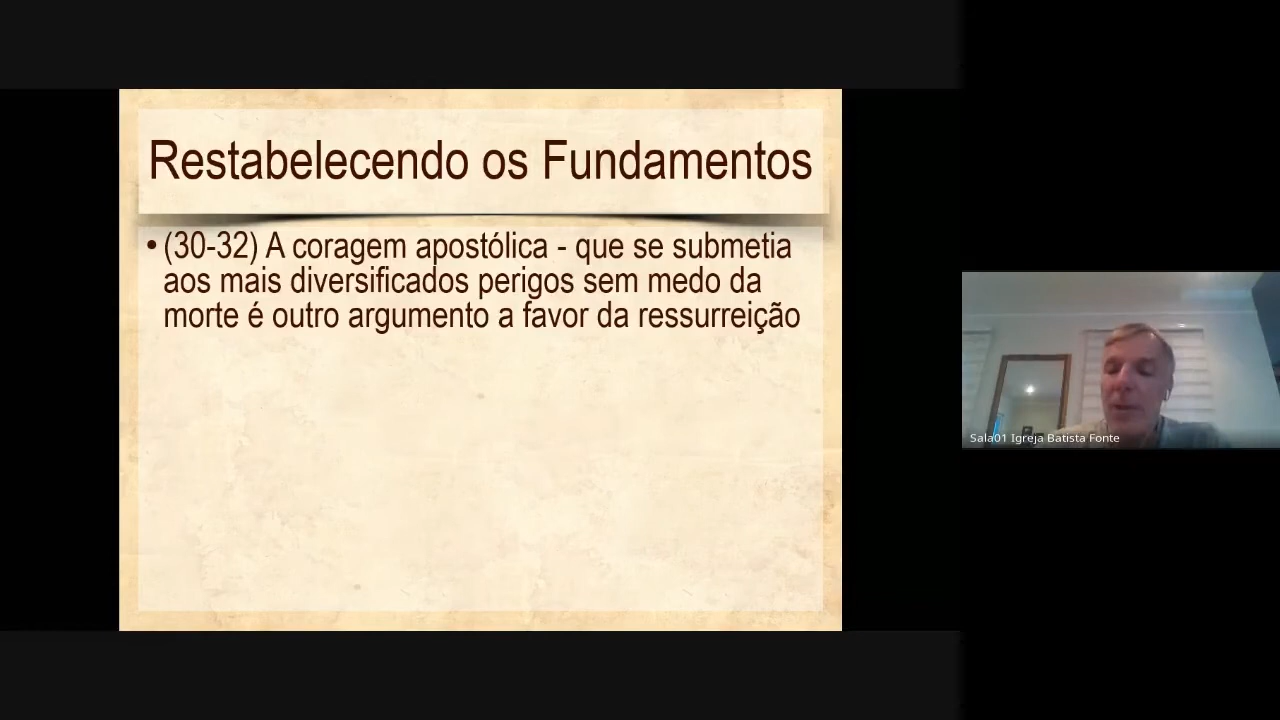 Restabelecendo os Fundamentos
• (30-32) A coragem apostólica - que se submetia
aos mais diversificados perigos sem medo da
morte é outro argumento a favor da ressurreição
Sala01 Igreja Batista Fonte